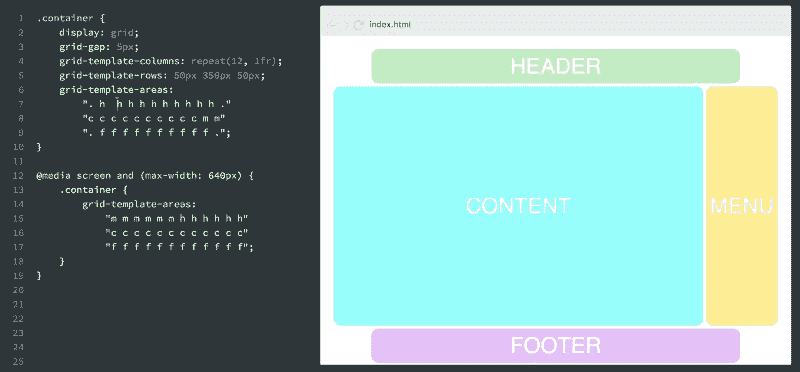 1 .container {
2 display: grid;
3 grid-gap: 5px;
4 grid-template-columns: repeat(12, 1fr);
5 grid-template-rows: 50px 350px 50px;
6 grid-template-areas:
7 ". h h h h h h h h h h ."
8 "c c c c c c c c c c m m"
9 ". f f f f f f f f f f .";
10 }
11
12 @media screen and (max-width: 640px) {
13 .container {
14 grid-template-areas:
15 "m m m m m m h h h h h h"
16 "c c c c c c c c c c c c"
17 "f f f f f f f f f f f f";
18 }
19 }
20
21
22
23
24
25
index.html
HEADER
CONTENT
MENU
FOOTER